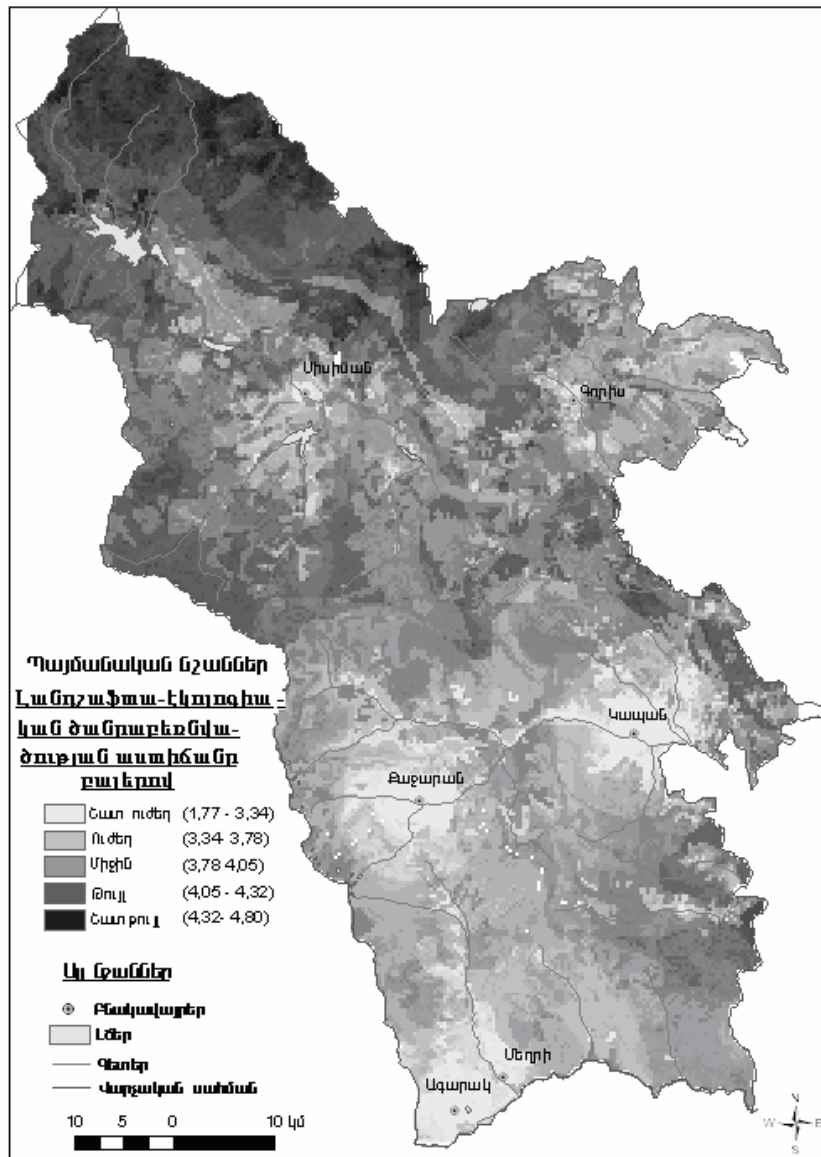 Սիսիան
Գորիս
Կապան
Քաջարան
Մեղրի
Ագարակ
Պայմանական նշաններ
Լանդշաֆտա-էկոլոգիա -
կան ծանրաբեռնվա-
ծության աստիճանը
բալերով
Շատ ուժեղ (1,77 - 3,34)
Ուժեղ (3,34- 3,78)
Միջին (3,78-4,05)
Թույլ (4,05 - 4,32)
Շատ թույլ (4,32- 4,80)
Այլ նշաններ
Բնակավայրեր
Լճեր
Գետեր
Վարչական սահման
10 5 0 10 կմ
N
W E
S